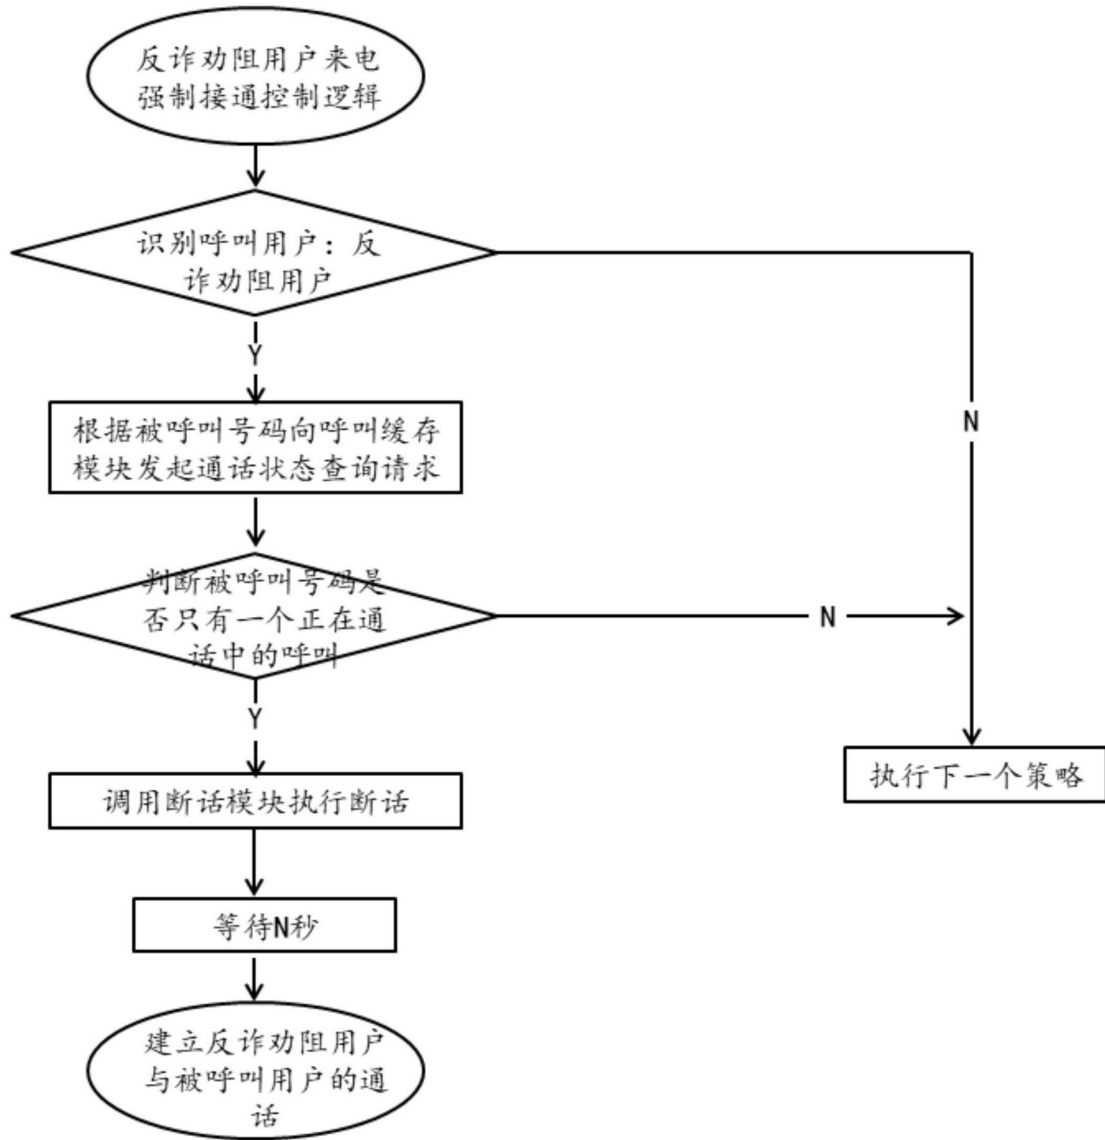 反诈劝阻用户来电
强制接通控制逻辑
识别呼叫用户：反
诈劝阻用户
Y
N
根据被呼叫号码向呼叫缓存
模块发起通话状态查询请求
判断被呼叫号码是
否只有一个正在通
话中的呼叫
N
Y
执行下一个策略
调用断话模块执行断话
等待N秒
建立反诈劝阻用户
与被呼叫用户的通
话